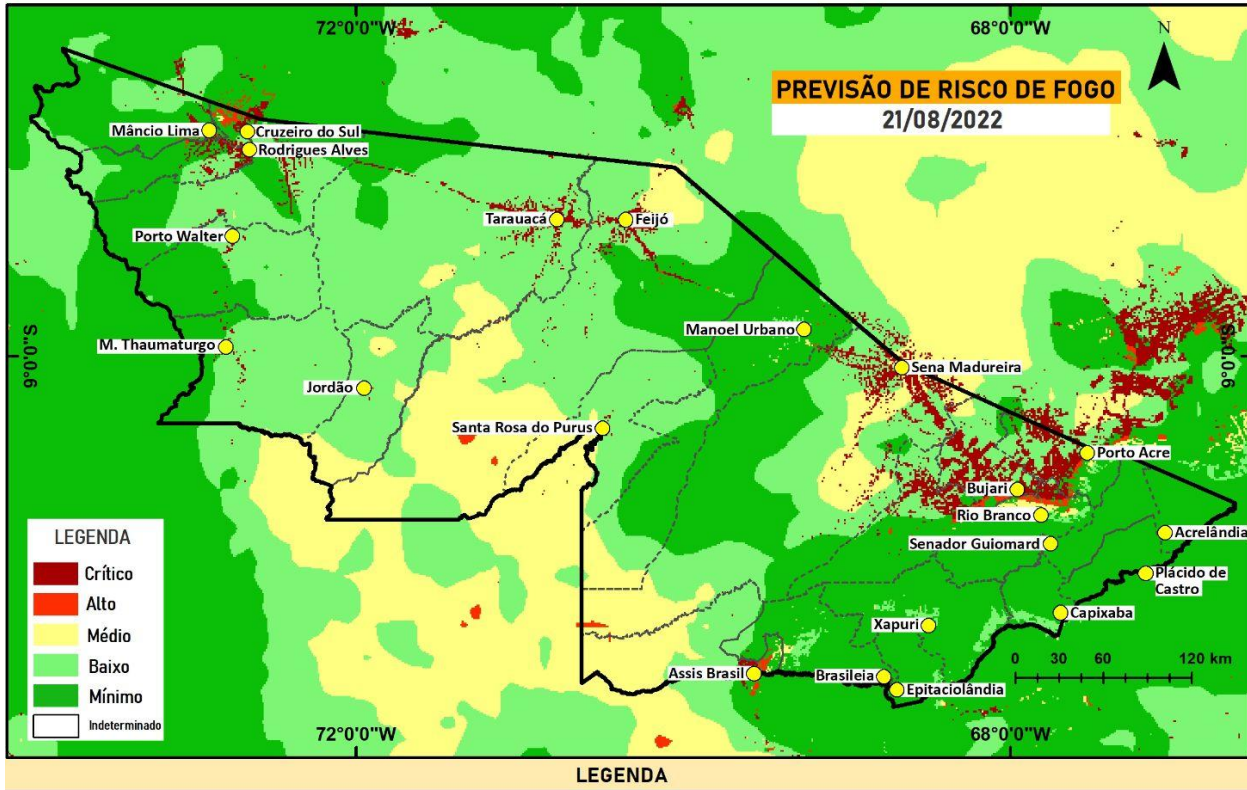 72°0'0"W
68°0'0"W
N
PREVISÃO DE RISCO DE FOGO
21/08/2022
Mâncio Lima
Cruzeiro do Sul
Rodrigues Alves
Tarauacá
Feijó
Porto Walter
Manoel Urbano
9°0'0"S
M. Thaumaturgo
9°0'0"S
Sena Madureira
Jordão
Santa Rosa do Purus
Porto Acre
Bujari
Rio Branco
Acrelândia
Senador Guiomard
Plácido de
Castro
Capixaba
Xapuri
Assis Brasil
Brasileia
Epitaciolândia
0 30 60 120 km
LEGENDA
Crítico
Alto
Médio
Baixo
Mínimo
Indeterminado
72°0'0"W
68°0'0"W
LEGENDA